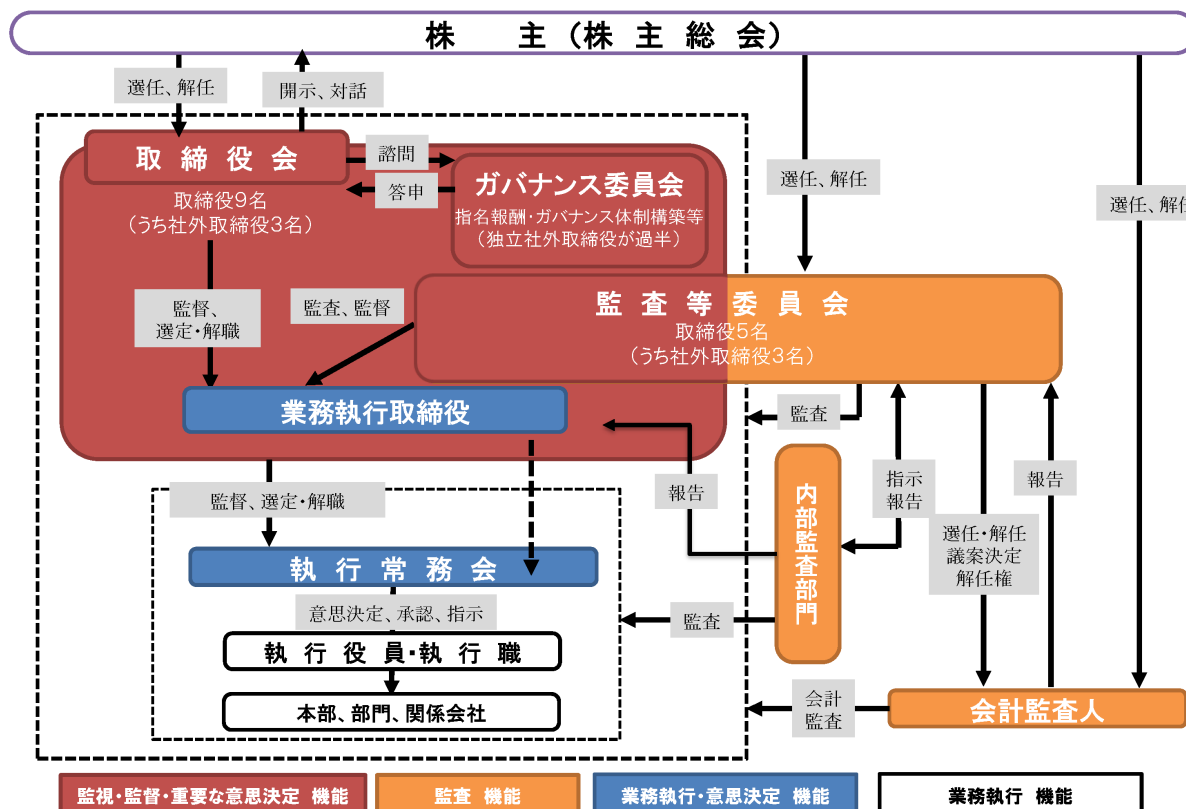 株 主（株 主 総 会）
選任、解任
開示、対話
取 締 役 会
取締役9名
（うち社外取締役3名）
諮問
答申
ガバナンス委員会
指名報酬・ガバナンス体制構築等
（独立社外取締役が過半）
選任、解任
選任、解任
監督、
選定・解職
監査、監督
監 査 等 委 員 会
取締役5名
（うち社外取締役3名）
業務執行取締役
監査
監督、選定・解職
報告
内部監査部門
指示
報告
報告
選任・解任
議案決定
解任権
執 行 常 務 会
意思決定、承認、指示
監査
執 行 役 員・執 行 職
本部、部門、関係会社
会計
監査
会計監査人
監視・監督・重要な意思決定 機能
監査 機能
業務執行・意思決定 機能
業務執行 機能